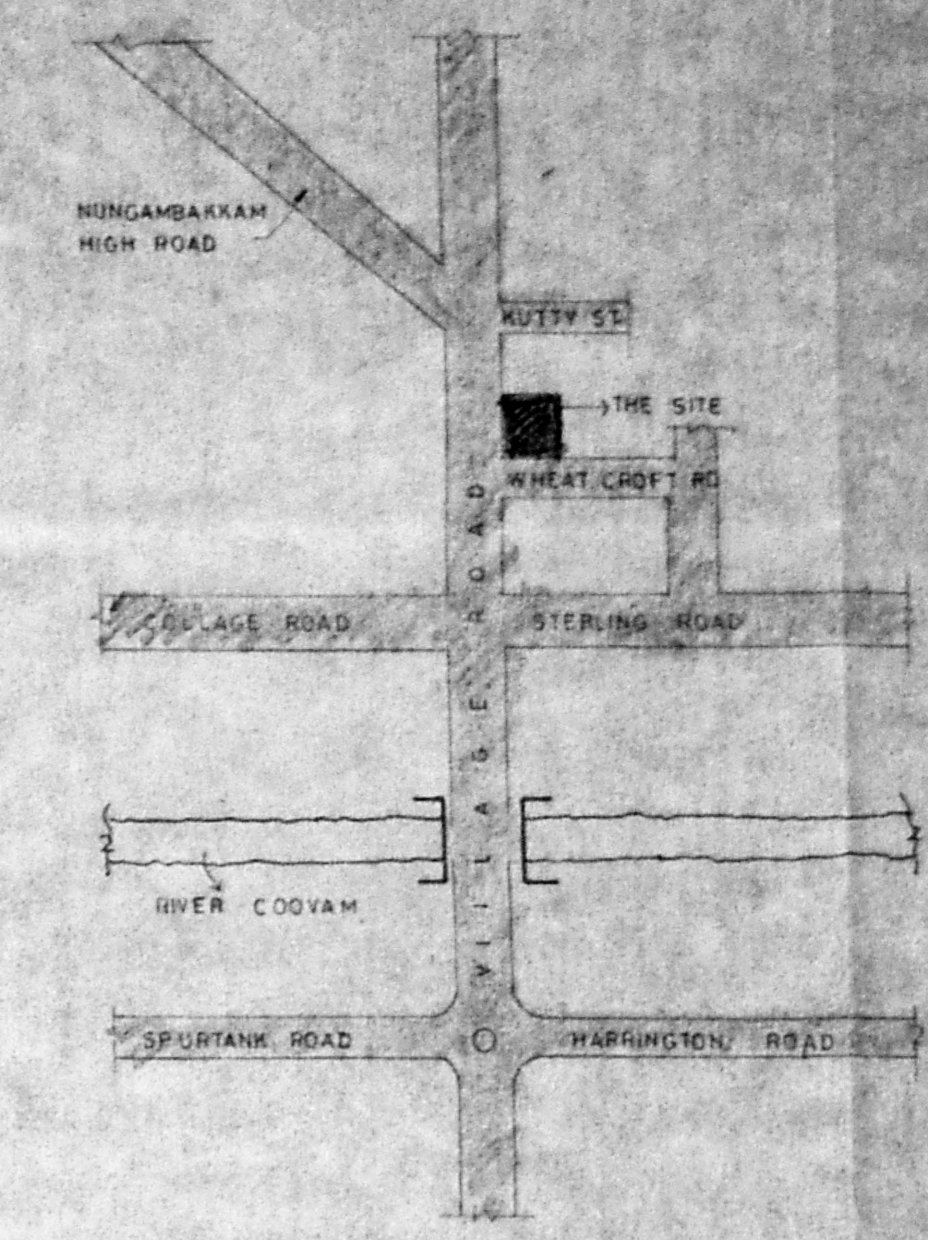 NUNGAMBAKKAM
HIGH ROAD
KUTTY ST.
THE SITE
WHEAT CROFT RD
VILLAGE ROAD
COLLAGE ROAD
STERLING ROAD
RIVER COOVAM
SPURTANK ROAD
HARRINGTON ROAD